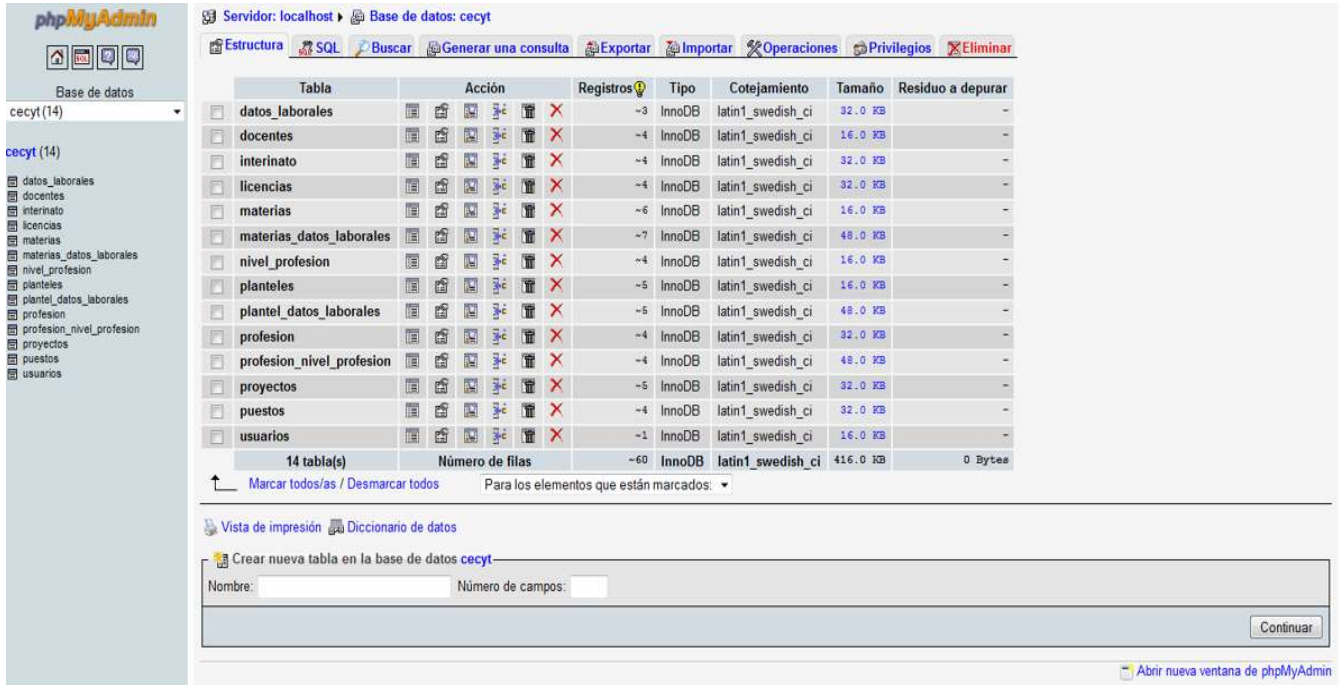 phpMyAdmin
SQL
Base de datos
cecyt (14)
cecyt (14)
datos_laborales
docentes
interinato
licencias
materias
materias_datos_laborales
nivel_profesion
planteles
plantel_datos_laborales
profesion
profesion_nivel_profesion
proyectos
puestos
usuarios
Servidor: localhost Base de datos: cecyt
Estructura SQL Buscar Generar una consulta Exportar Importar Operaciones Privilegios Eliminar
Tabla Acción Registros Tipo Cotejamiento Tamaño Residuo a depurar
datos_laborales ~3 InnoDB latin1_swedish_ci 32.0 KB -
docentes ~4 InnoDB latin1_swedish_ci 16.0 KB -
interinato ~4 InnoDB latin1_swedish_ci 32.0 KB -
licencias ~4 InnoDB latin1_swedish_ci 32.0 KB -
materias ~6 InnoDB latin1_swedish_ci 16.0 KB -
materias_datos_laborales ~7 InnoDB latin1_swedish_ci 48.0 KB -
nivel_profesion ~4 InnoDB latin1_swedish_ci 16.0 KB -
planteles ~5 InnoDB latin1_swedish_ci 16.0 KB -
plantel_datos_laborales ~5 InnoDB latin1_swedish_ci 48.0 KB -
profesion ~4 InnoDB latin1_swedish_ci 32.0 KB -
profesion_nivel_profesion ~4 InnoDB latin1_swedish_ci 48.0 KB -
proyectos ~5 InnoDB latin1_swedish_ci 32.0 KB -
puestos ~4 InnoDB latin1_swedish_ci 32.0 KB -
usuarios ~1 InnoDB latin1_swedish_ci 16.0 KB -
14 tabla(s) Número de filas ~60 InnoDB latin1_swedish_ci 416.0 KB 0 Bytes
Marcar todos/as / Desmarcar todos Para los elementos que están marcados:
Vista de impresión Diccionario de datos
Crear nueva tabla en la base de datos cecyt
Nombre: Número de campos:
Continuar
Abrir nueva ventana de phpMyAdmin